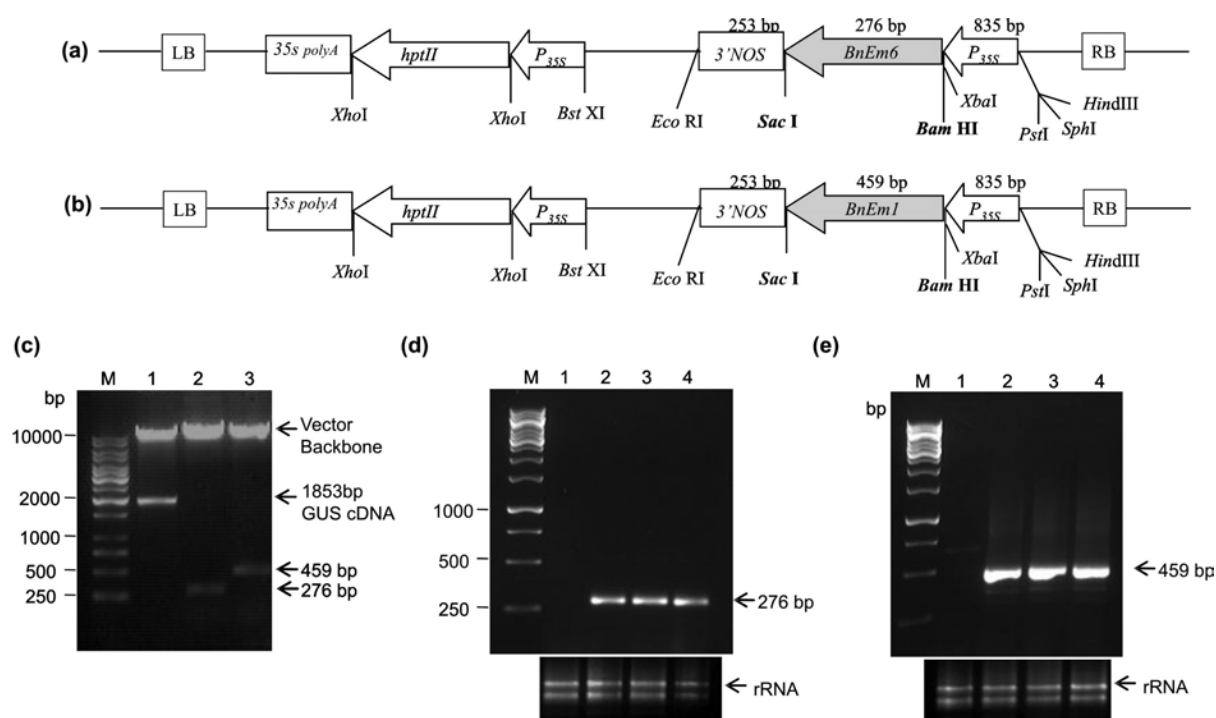 253 bp 276 bp 835 bp
(a) LB 35s polyA hptII P35S 3'NOS BnEm6 P35S RB
XhoI XhoI Bst XI Eco RI Sac I Bam HI XbaI PstI SphI HindIII
253 bp 459 bp 835 bp
(b) LB 35s polyA hptII P35S 3'NOS BnEm1 P35S RB
XhoI XhoI Bst XI Eco RI Sac I Bam HI XbaI PstI SphI HindIII
(c)
M 1 2 3
bp
10000
2000
1000
500
250
Vector
Backbone
1853bp
GUS cDNA
459 bp
276 bp
(d)
M 1 2 3 4
1000
500
250
276 bp
rRNA
(e)
M 1 2 3 4
bp
459 bp
rRNA